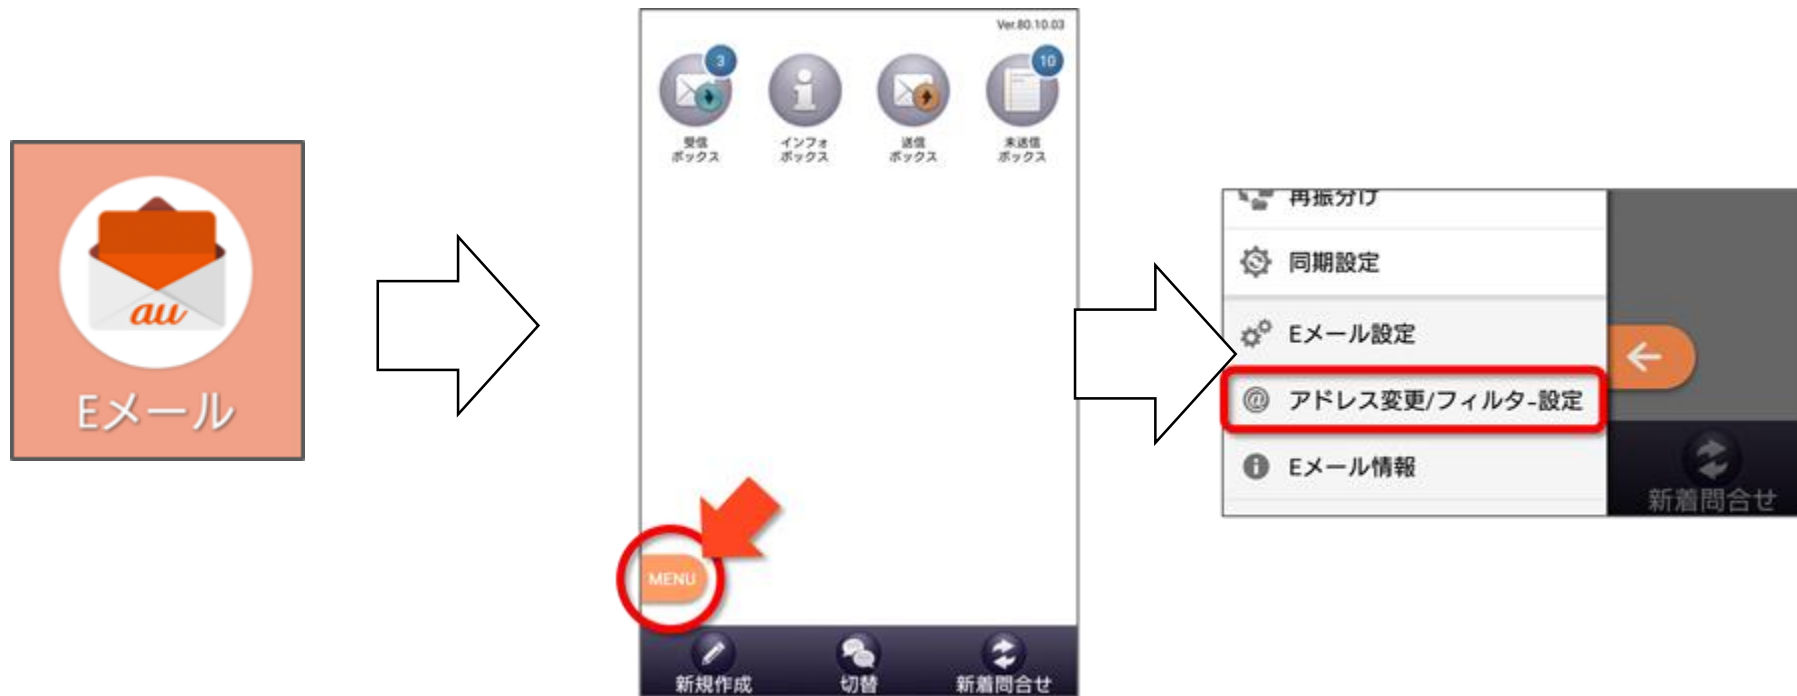 au
Eメール
Ver.80.10.03
3
10
受信
ボックス
インフォ
ボックス
送信
ボックス
未送信
ボックス
MENU
新規作成
切替
新着問合せ
再振分け
同期設定
Eメール設定
@ アドレス変更/フィルタ-設定
Eメール情報
新着問合せ